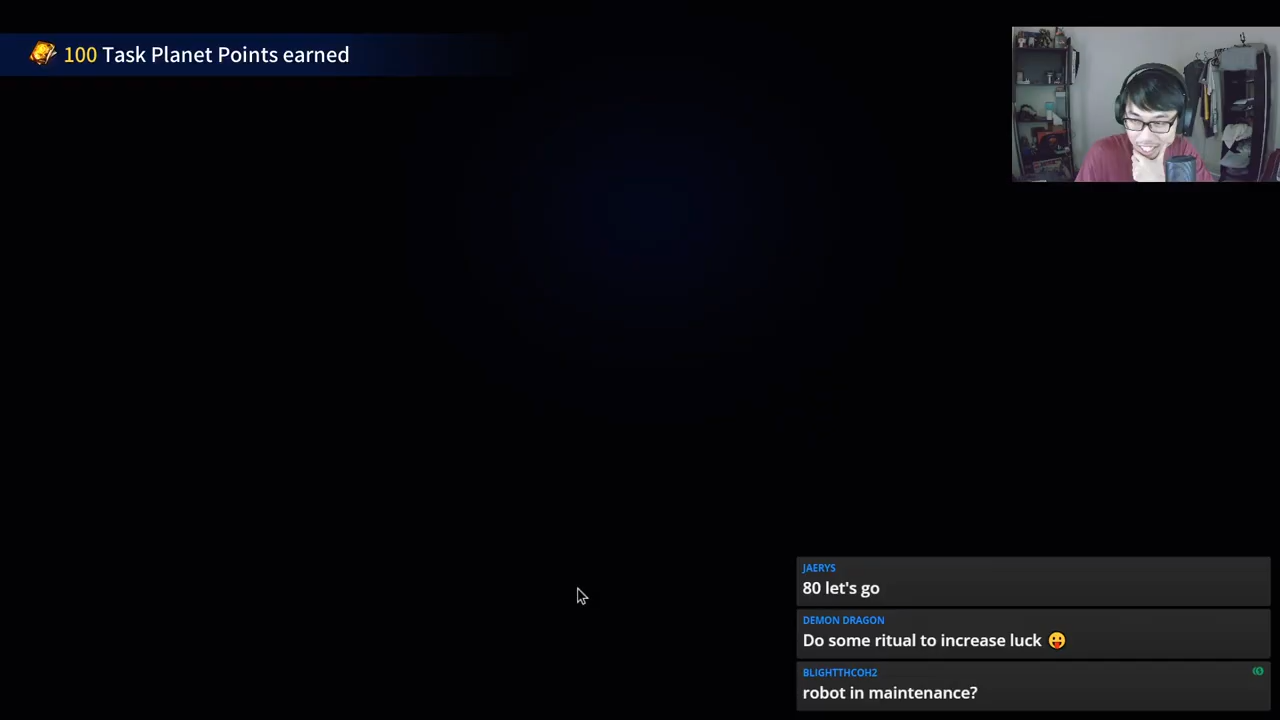 100 Task Planet Points earned
JAERYS
80 let's go
DEMON DRAGON
Do some ritual to increase luck 😛
BLIGHTTHCOH2
robot in maintenance?